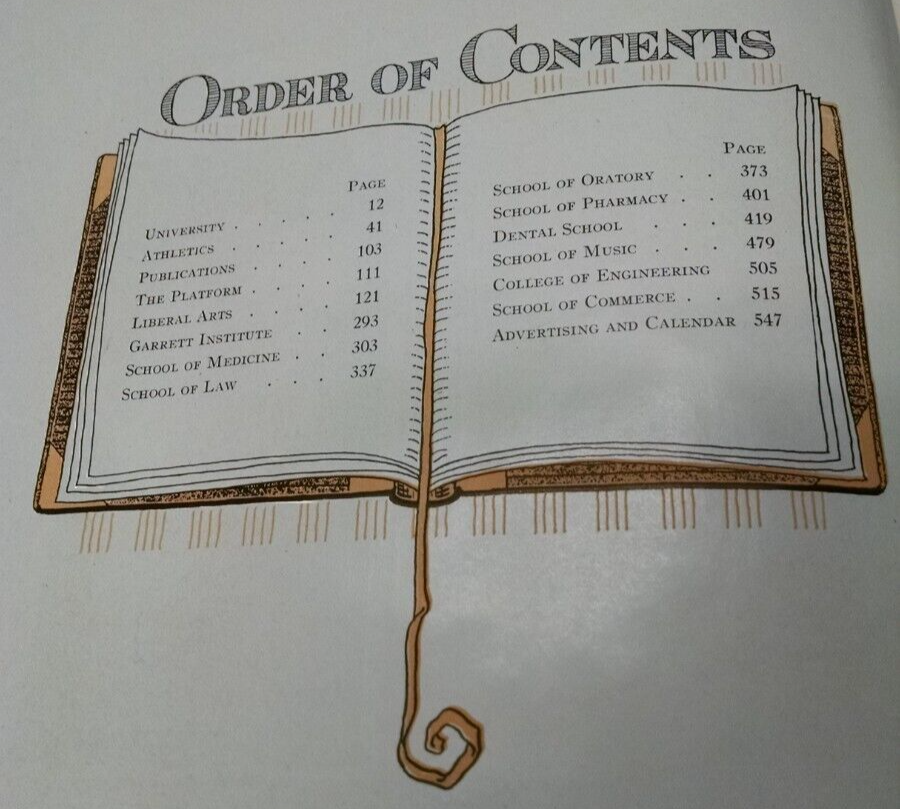 ORDER OF CONTENTS
PAGE
UNIVERSITY . . . . . 12
ATHLETICS . . . . . 41
PUBLICATIONS . . . . 103
THE PLATFORM . . . . 111
LIBERAL ARTS . . . . 121
GARRETT INSTITUTE . . 293
SCHOOL OF MEDICINE . . 303
SCHOOL OF LAW . . . 337
PAGE
SCHOOL OF ORATORY . . 373
SCHOOL OF PHARMACY . . 401
DENTAL SCHOOL . . . 419
SCHOOL OF MUSIC . . . 479
COLLEGE OF ENGINEERING 505
SCHOOL OF COMMERCE . . 515
ADVERTISING AND CALENDAR 547